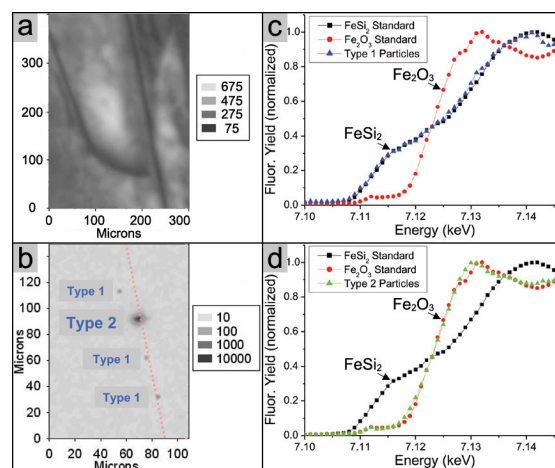 a
400
300
200
100
0
0
100
200
300
Microns
675
475
275
75
b
120
100
80
60
40
20
0
Microns
0
20
40
60
80
100
Microns
Type 1
Type 2
Type 1
Type 1
10
100
1000
10000
c
Fluor. Yield (normalized)
1.0
0.8
0.6
0.4
0.2
0.0
FeSi₂ Standard
Fe₂O₃ Standard
Type 1 Particles
Fe₂O₃
FeSi₂
7.10
7.11
7.12
7.13
7.14
Energy (keV)
d
Fluor. Yield (normalized)
1.0
0.8
0.6
0.4
0.2
0.0
FeSi₂ Standard
Fe₂O₃ Standard
Type 2 Particles
Fe₂O₃
FeSi₂
7.10
7.11
7.12
7.13
7.14
Energy (keV)